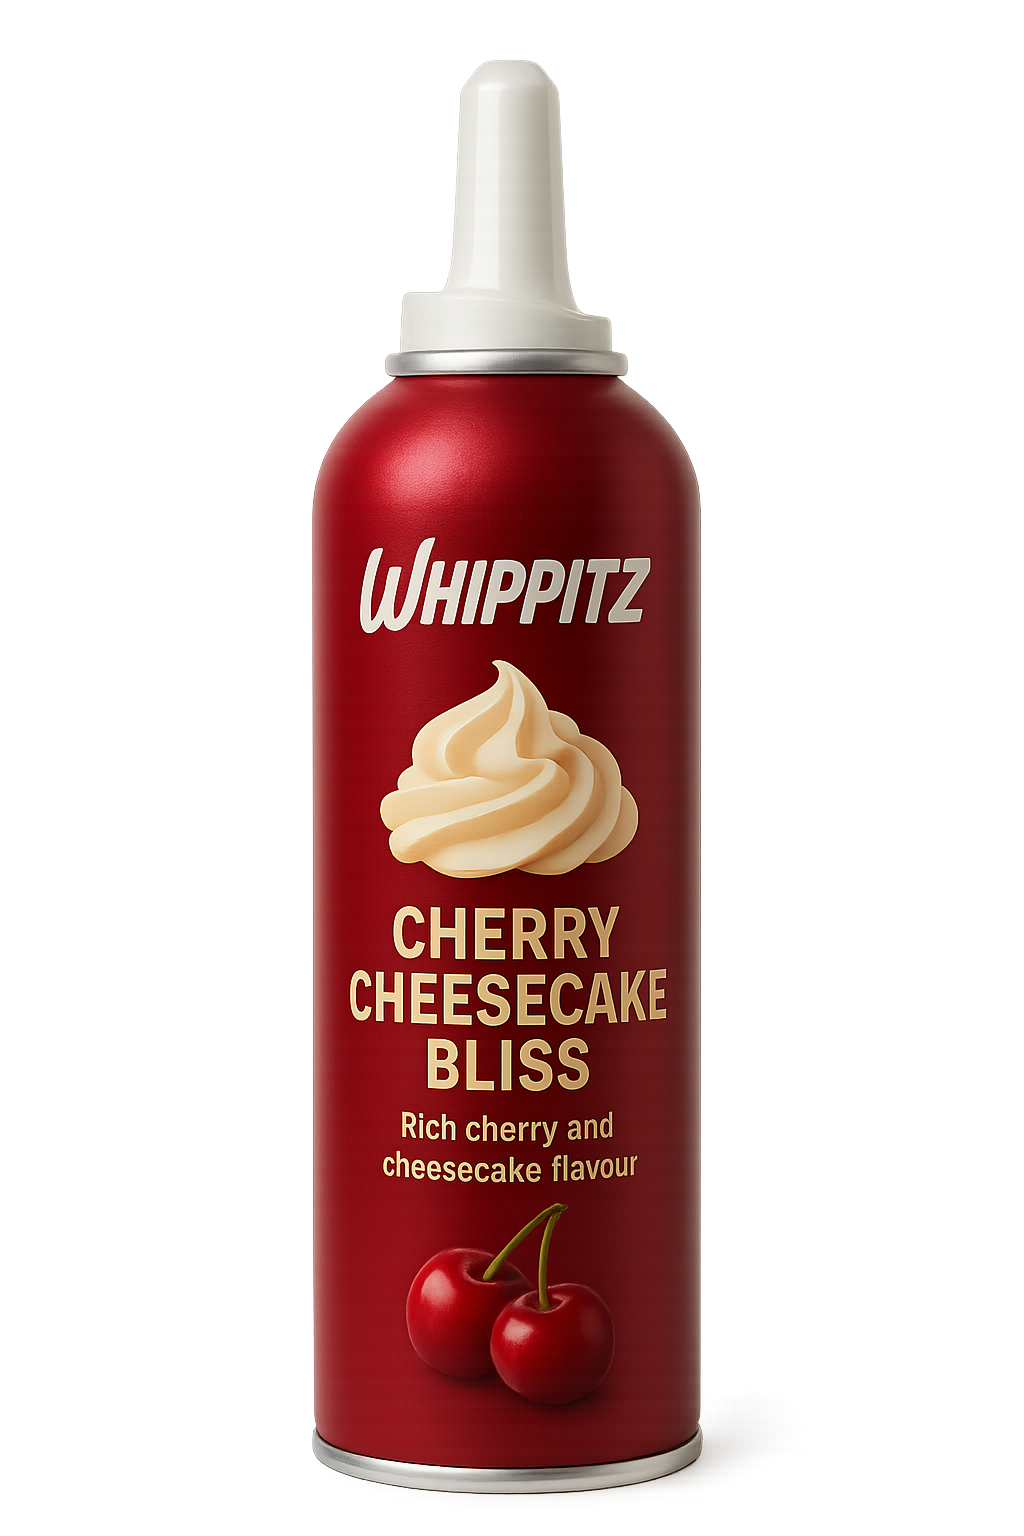 WHIPPITZ
CHERRY
CHEESECAKE
BLISS
Rich cherry and
cheesecake flavour